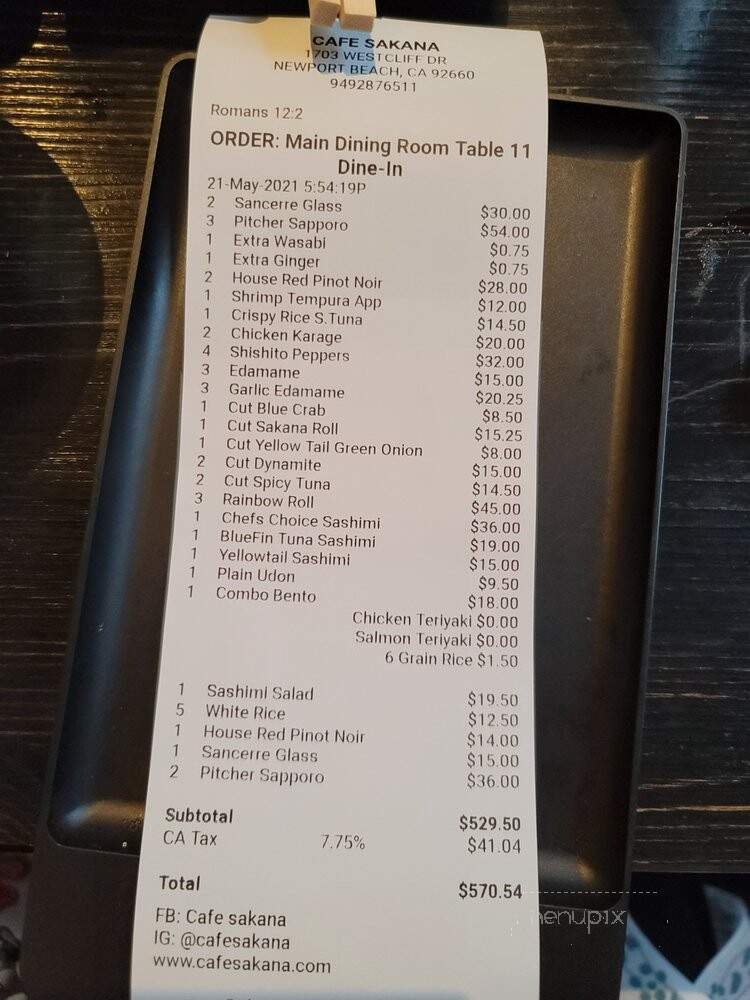 CAFE SAKANA
1703 WESTCLIFF DR
NEWPORT BEACH, CA 92660
9492876511
Romans 12:2
ORDER: Main Dining Room Table 11
Dine-In
21-May-2021 5:54:19P
2 Sancerre Glass $30.00
3 Pitcher Sapporo $54.00
1 Extra Wasabi $0.75
1 Extra Ginger $0.75
2 House Red Pinot Noir $28.00
1 Shrimp Tempura App $12.00
1 Crispy Rice S.Tuna $14.50
2 Chicken Karage $20.00
4 Shishito Peppers $32.00
3 Edamame $15.00
3 Garlic Edamame $20.25
1 Cut Blue Crab $8.50
1 Cut Sakana Roll $15.25
1 Cut Yellow Tail Green Onion $8.00
2 Cut Dynamite $15.00
2 Cut Spicy Tuna $14.50
3 Rainbow Roll $45.00
1 Chefs Choice Sashimi $36.00
1 BlueFin Tuna Sashimi $19.00
1 Yellowtail Sashimi $15.00
1 Plain Udon $9.50
1 Combo Bento $18.00
Chicken Teriyaki $0.00
Salmon Teriyaki $0.00
6 Grain Rice $1.50
1 Sashimi Salad $19.50
5 White Rice $12.50
1 House Red Pinot Noir $14.00
1 Sancerre Glass $15.00
2 Pitcher Sapporo $36.00
Subtotal $529.50
CA Tax 7.75% $41.04
Total $570.54
FB: Cafe sakana
IG: @cafesakana
www.cafesakana.com
menupix